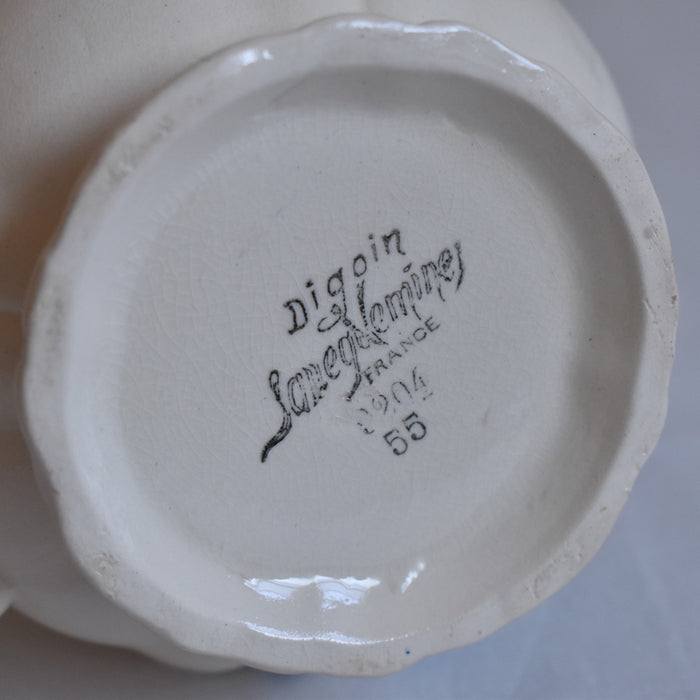 Digoin
Sarreguemines
FRANCE
55